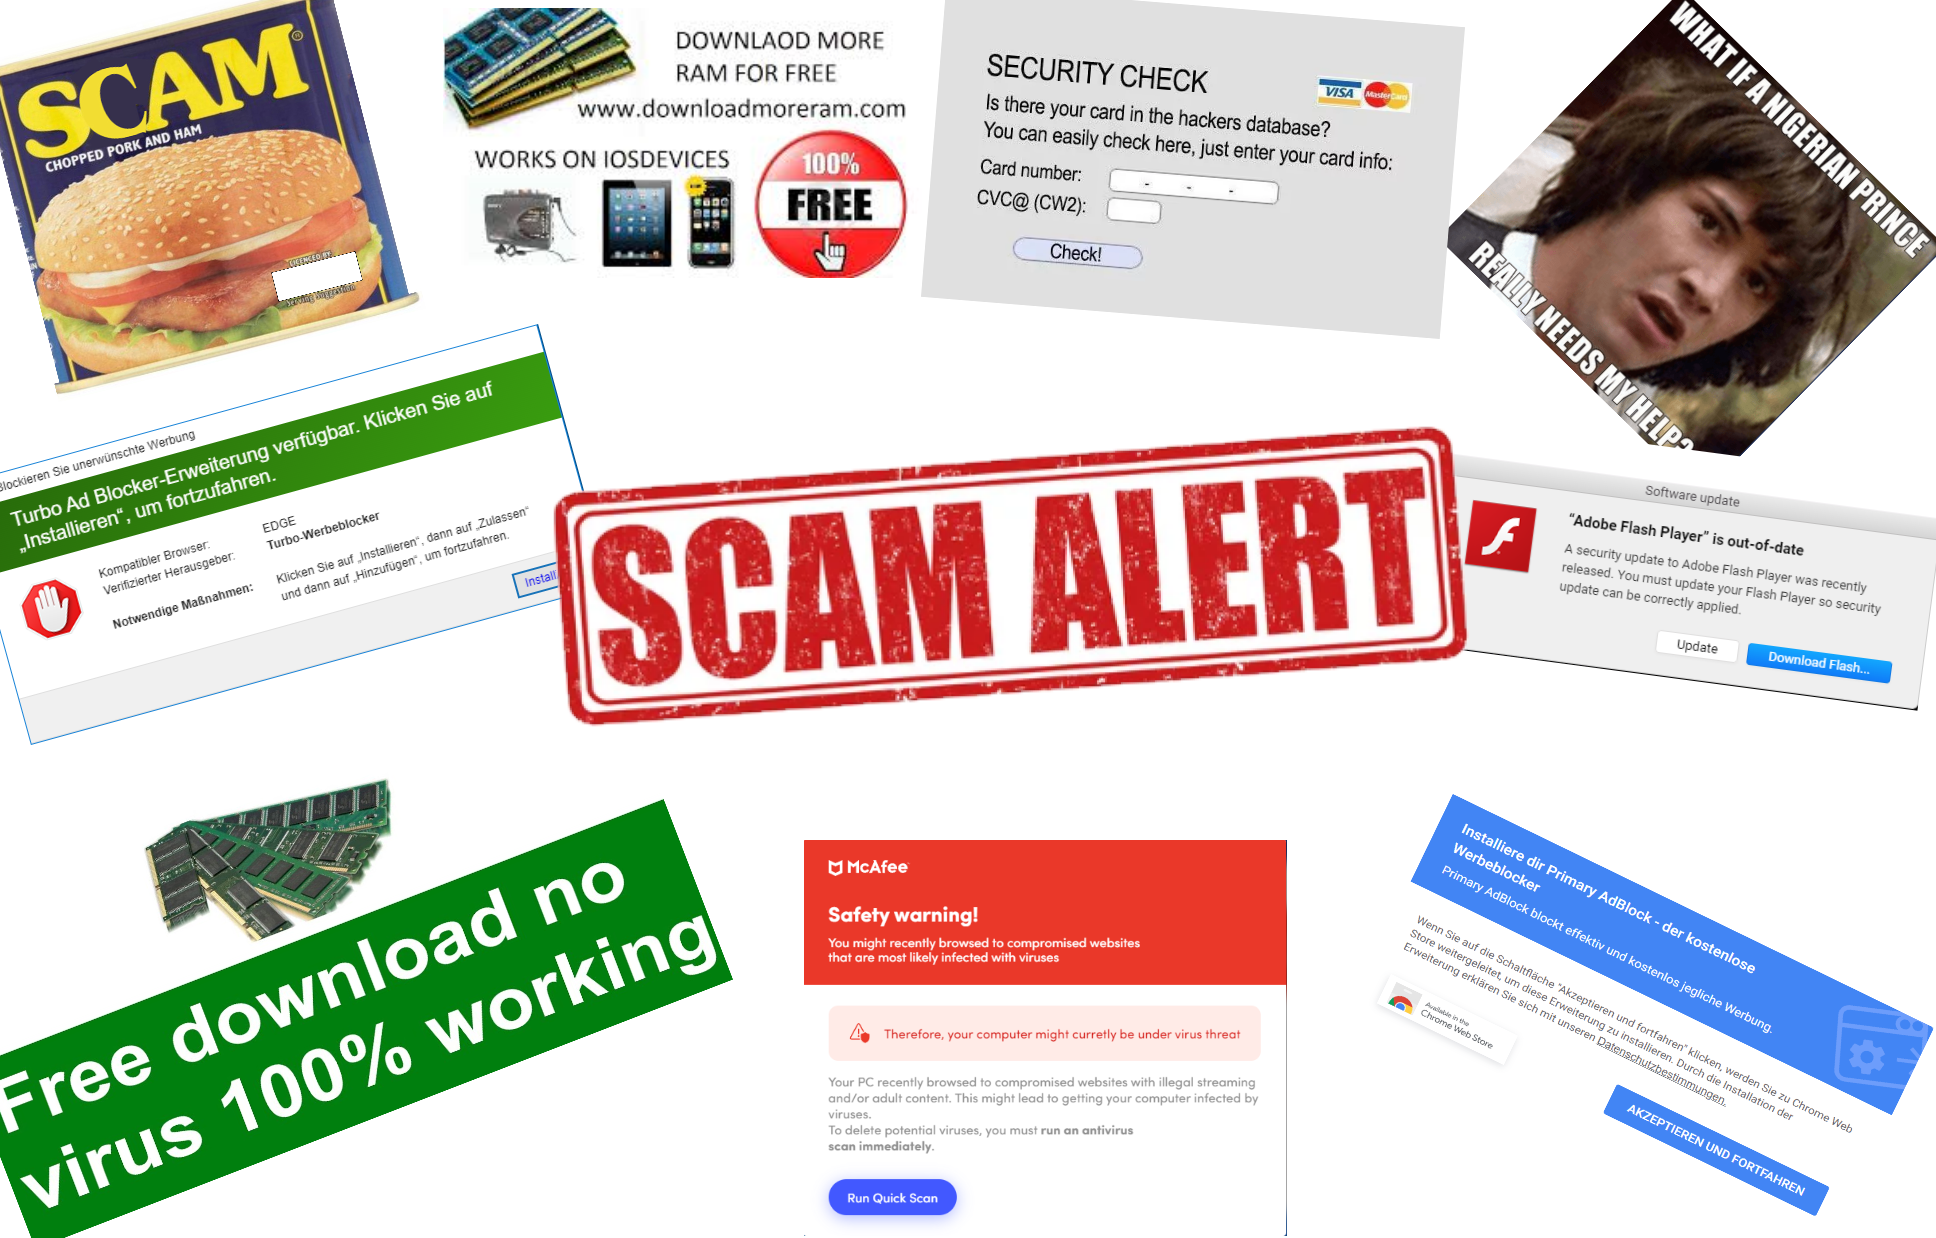 SCAM®
CHOPPED PORK AND HAM
LICENCED BY
Serving Suggestion
DOWNLAOD MORE
RAM FOR FREE
www.downloadmoreram.com
WORKS ON IOSDEVICES
100%
FREE
SECURITY CHECK
VISA
MasterCard
Is there your card in the hackers database?
You can easily check here, just enter your card info:
Card number:
- - -
CVC@ (CW2):
Check!
WHAT IF A NIGERIAN PRINCE
REALLY NEEDS MY HELP?
Blockieren Sie unerwünschte Werbung
Turbo Ad Blocker-Erweiterung verfügbar. Klicken Sie auf
„Installieren“, um fortzufahren.
Kompatibler Browser: EDGE
Verifizierter Herausgeber: Turbo-Werbeblocker
Notwendige Maßnahmen: Klicken Sie auf „Installieren“, dann auf „Zulassen“
und dann auf „Hinzufügen“, um fortzufahren.
Install
SCAM ALERT
Software update
“Adobe Flash Player” is out-of-date
A security update to Adobe Flash Player was recently
released. You must update your Flash Player so security
update can be correctly applied.
Update
Download Flash...
Free download no
virus 100% working
McAfee
Safety warning!
You might recently browsed to compromised websites
that are most likely infected with viruses
Therefore, your computer might curretly be under virus threat
Your PC recently browsed to compromised websites with illegal streaming
and/or adult content. This might lead to getting your computer infected by
viruses.
To delete potential viruses, you must run an antivirus
scan immediately.
Run Quick Scan
Installiere dir Primary AdBlock - der kostenlose
Werbeblocker
Primary AdBlock blockt effektiv und kostenlos jegliche Werbung.
Wenn Sie auf die Schaltfläche "Akzeptieren und fortfahren" klicken, werden Sie zu Chrome Web
Store weitergeleitet, um diese Erweiterung zu installieren. Durch die Installation der
Erweiterung erklären Sie sich mit unseren Datenschutzbestimmungen.
Available in the
Chrome Web Store
AKZEPTIEREN UND FORTFAHREN